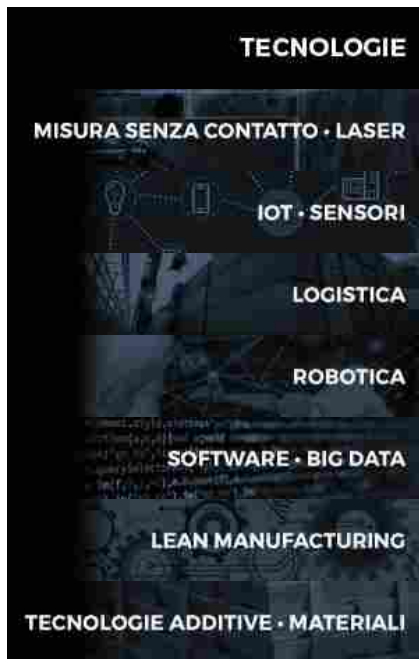 TECNOLOGIE
MISURA SENZA CONTATTO • LASER
IOT • SENSORI
LOGISTICA
ROBOTICA
SOFTWARE • BIG DATA
LEAN MANUFACTURING
TECNOLOGIE ADDITIVE • MATERIALI